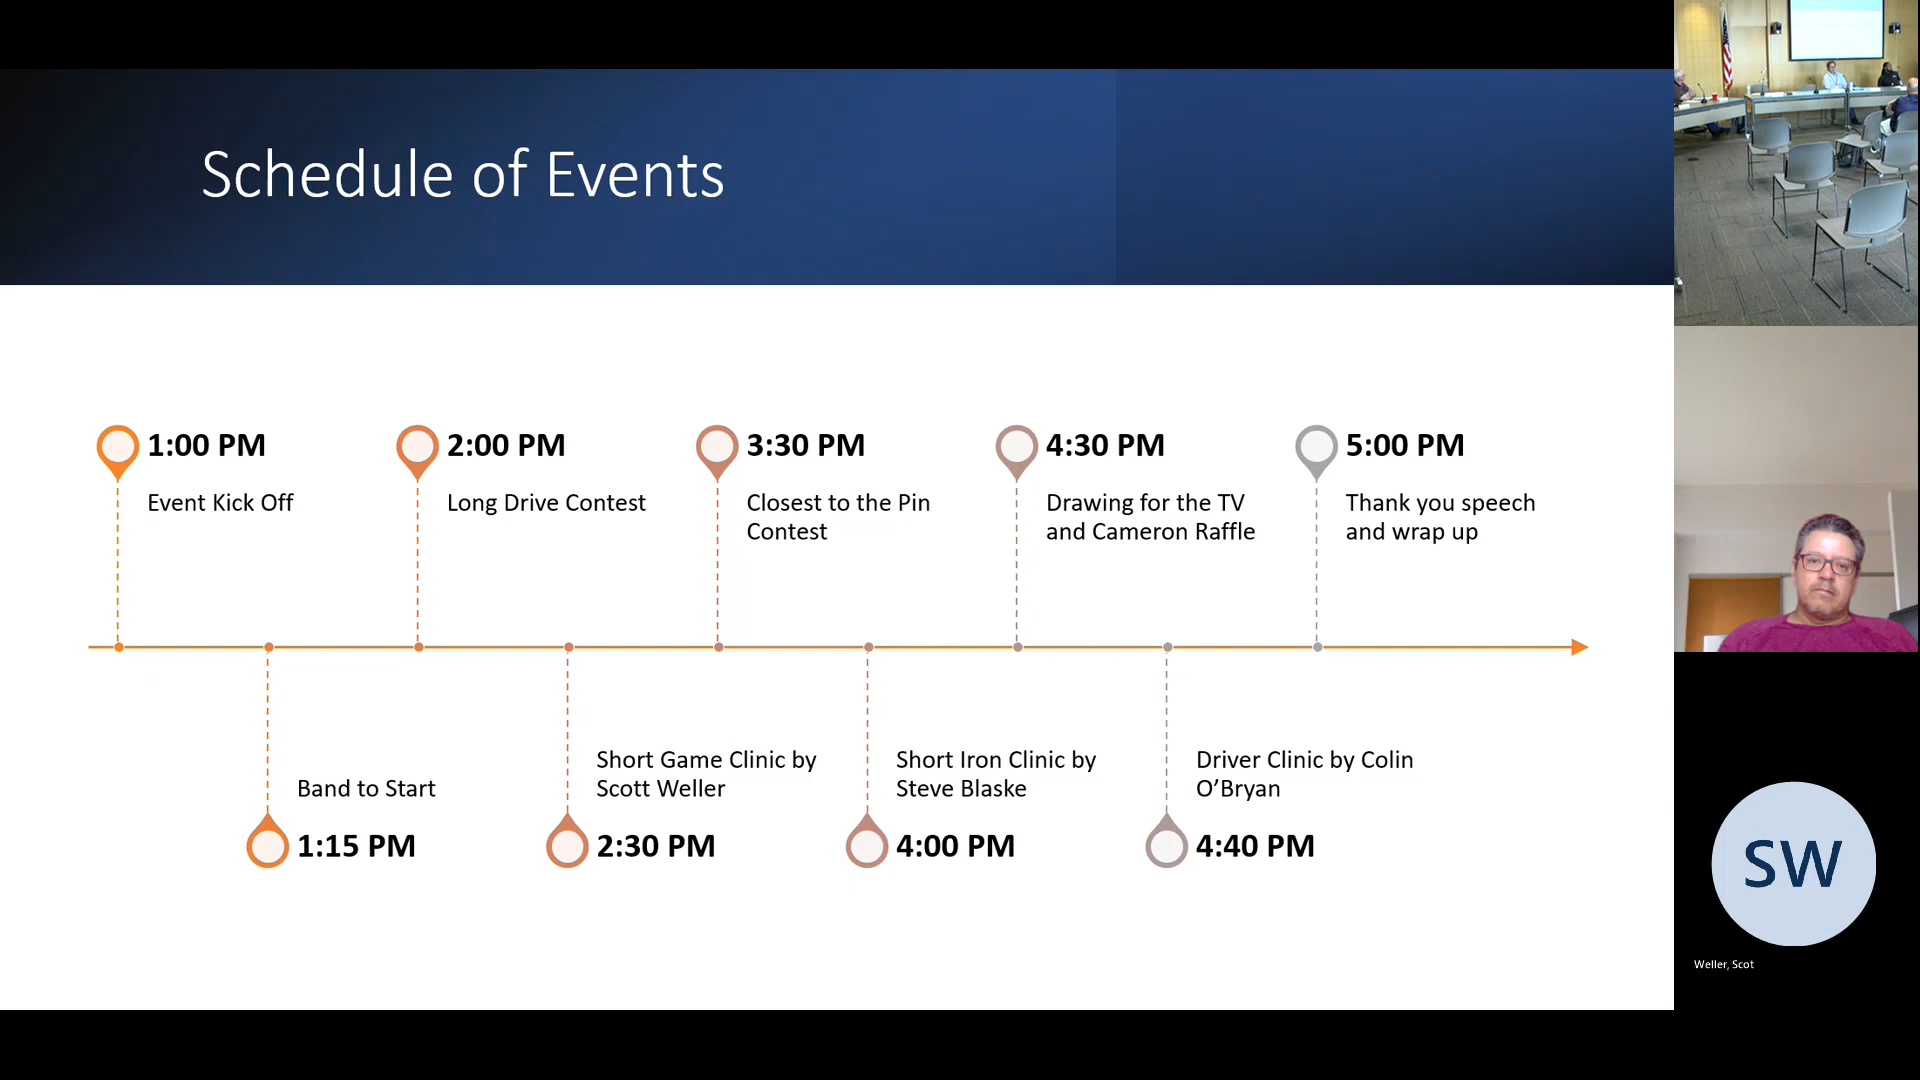 Schedule of Events
1:00 PM
Event Kick Off
2:00 PM
Long Drive Contest
3:30 PM
Closest to the Pin
Contest
4:30 PM
Drawing for the TV
and Cameron Raffle
5:00 PM
Thank you speech
and wrap up
Band to Start
1:15 PM
Short Game Clinic by
Scott Weller
2:30 PM
Short Iron Clinic by
Steve Blaske
4:00 PM
Driver Clinic by Colin
O’Bryan
4:40 PM
SW
Weller, Scot